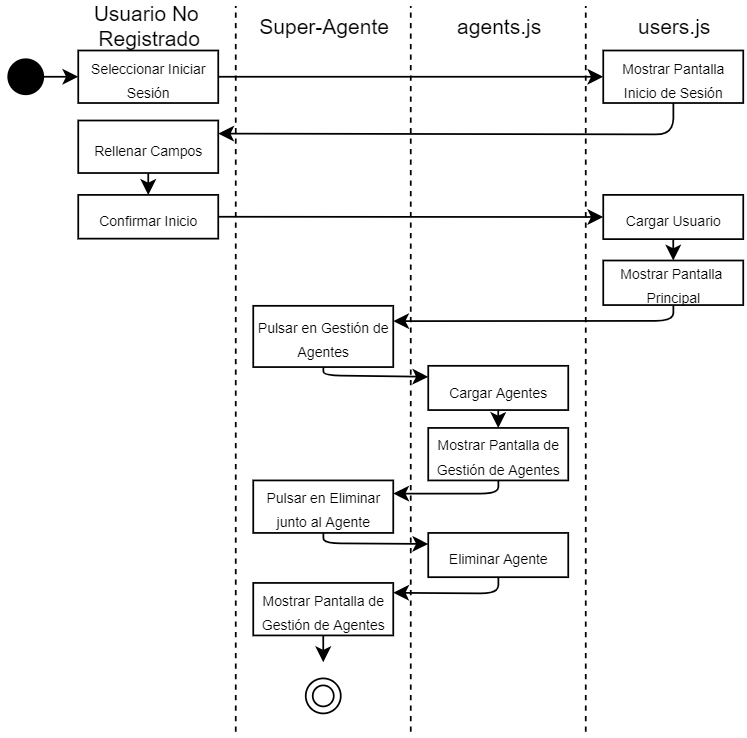 Usuario No
Registrado
Super-Agente
agents.js
users.js
Seleccionar Iniciar
Sesión
Mostrar Pantalla
Inicio de Sesión
Rellenar Campos
Confirmar Inicio
Cargar Usuario
Mostrar Pantalla
Principal
Pulsar en Gestión de
Agentes
Cargar Agentes
Mostrar Pantalla de
Gestión de Agentes
Pulsar en Eliminar
junto al Agente
Eliminar Agente
Mostrar Pantalla de
Gestión de Agentes